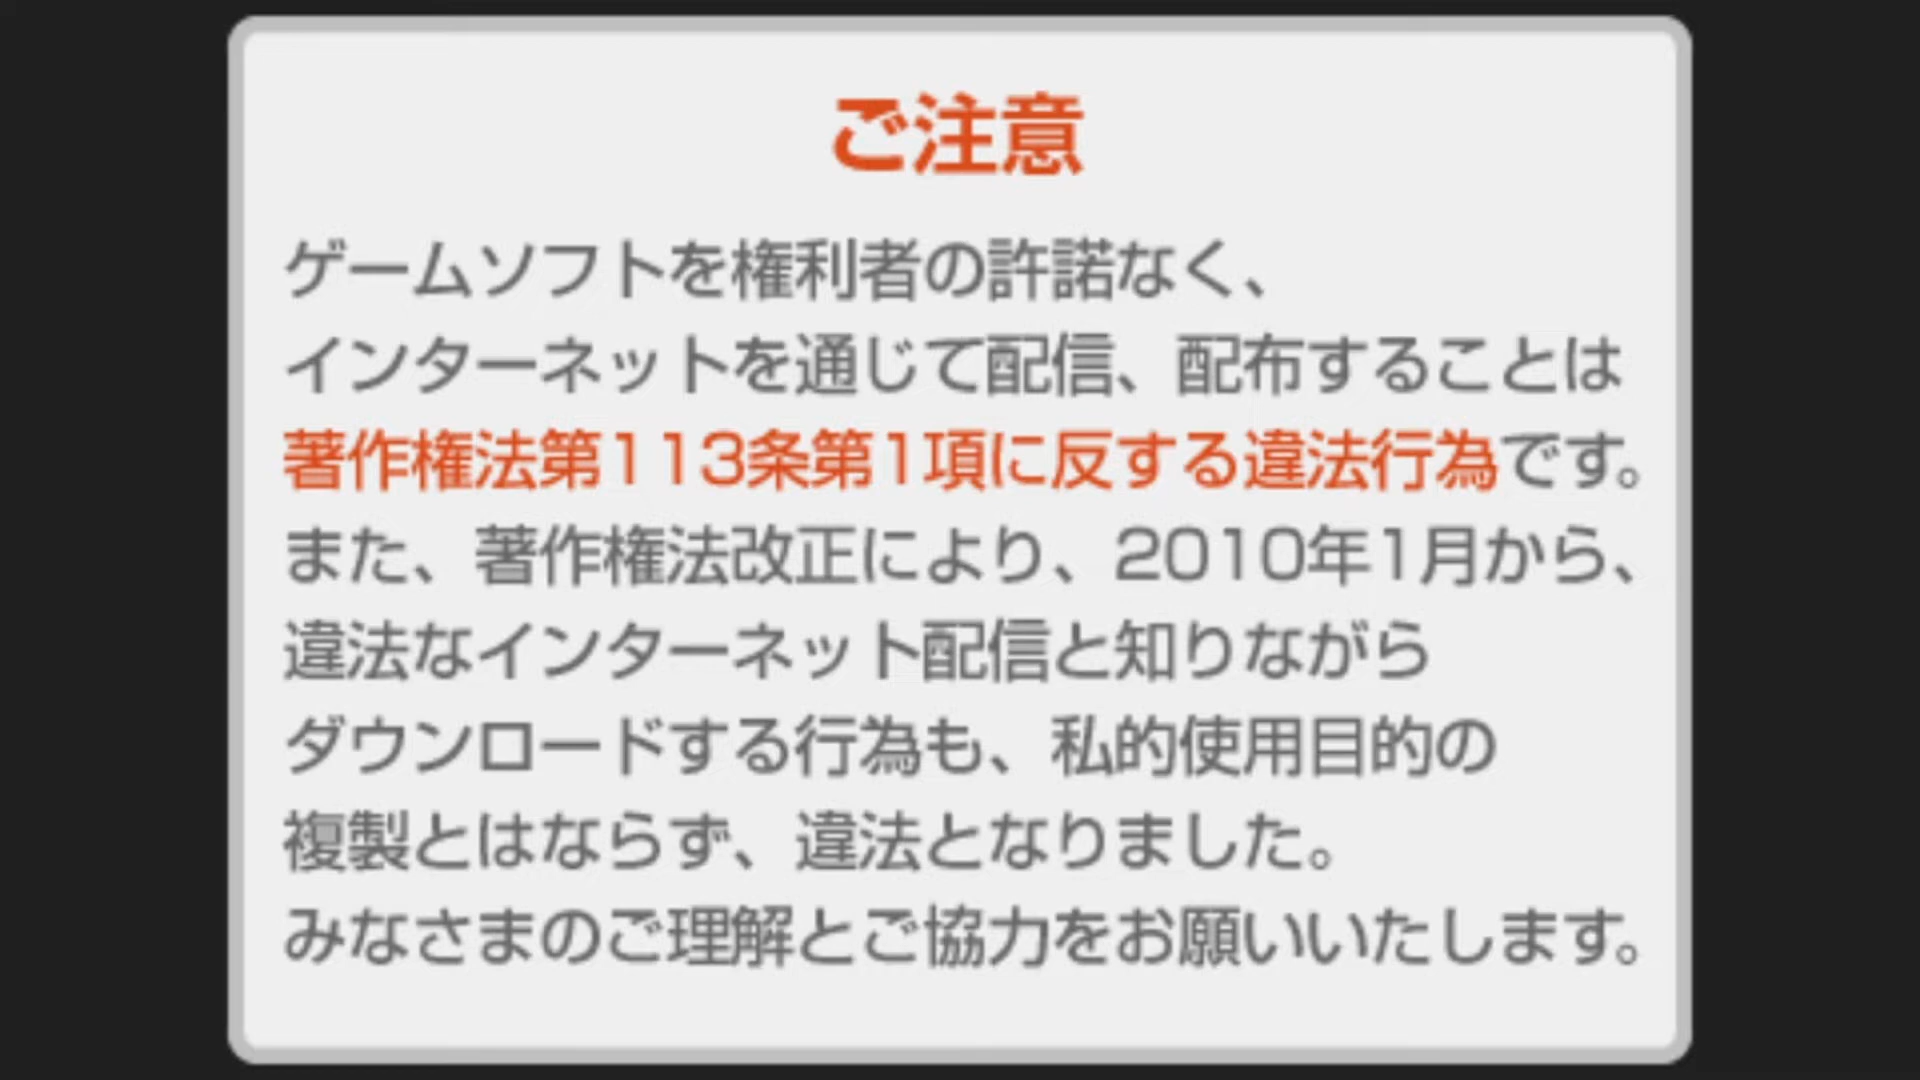 ご注意
ゲームソフトを権利者の許諾なく、
インターネットを通じて配信、配布することは
著作権法第113条第1項に反する違法行為です。
また、著作権法改正により、2010年1月から、
違法なインターネット配信と知りながら
ダウンロードする行為も、私的使用目的の
複製とはならず、違法となりました。
みなさまのご理解とご協力をお願いいたします。